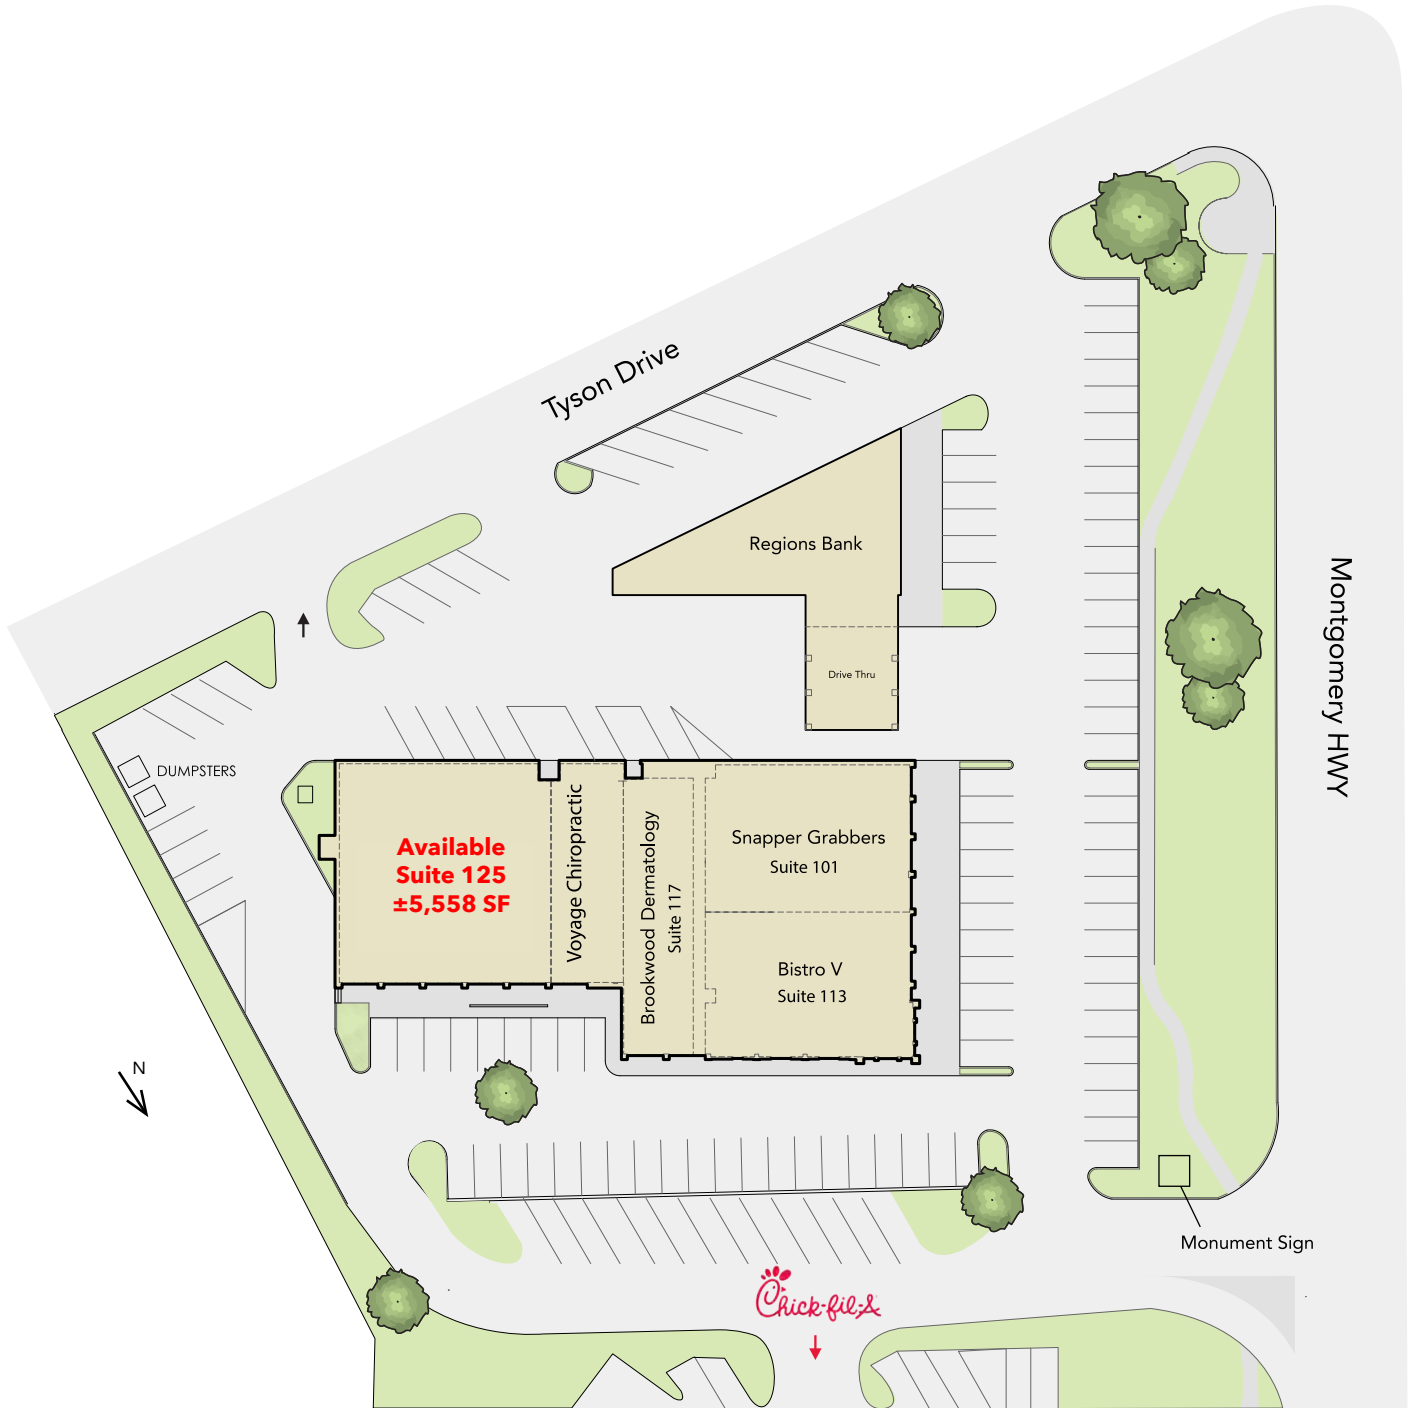 Tyson Drive
Regions Bank
Montgomery HWY
Drive Thru
DUMPSTERS
Available
Suite 125
±5,558 SF
Voyage Chiropractic
Brookwood Dermatology
Suite 117
Snapper Grabbers
Suite 101
Bistro V
Suite 113
N
Monument Sign
Chick-fil-A